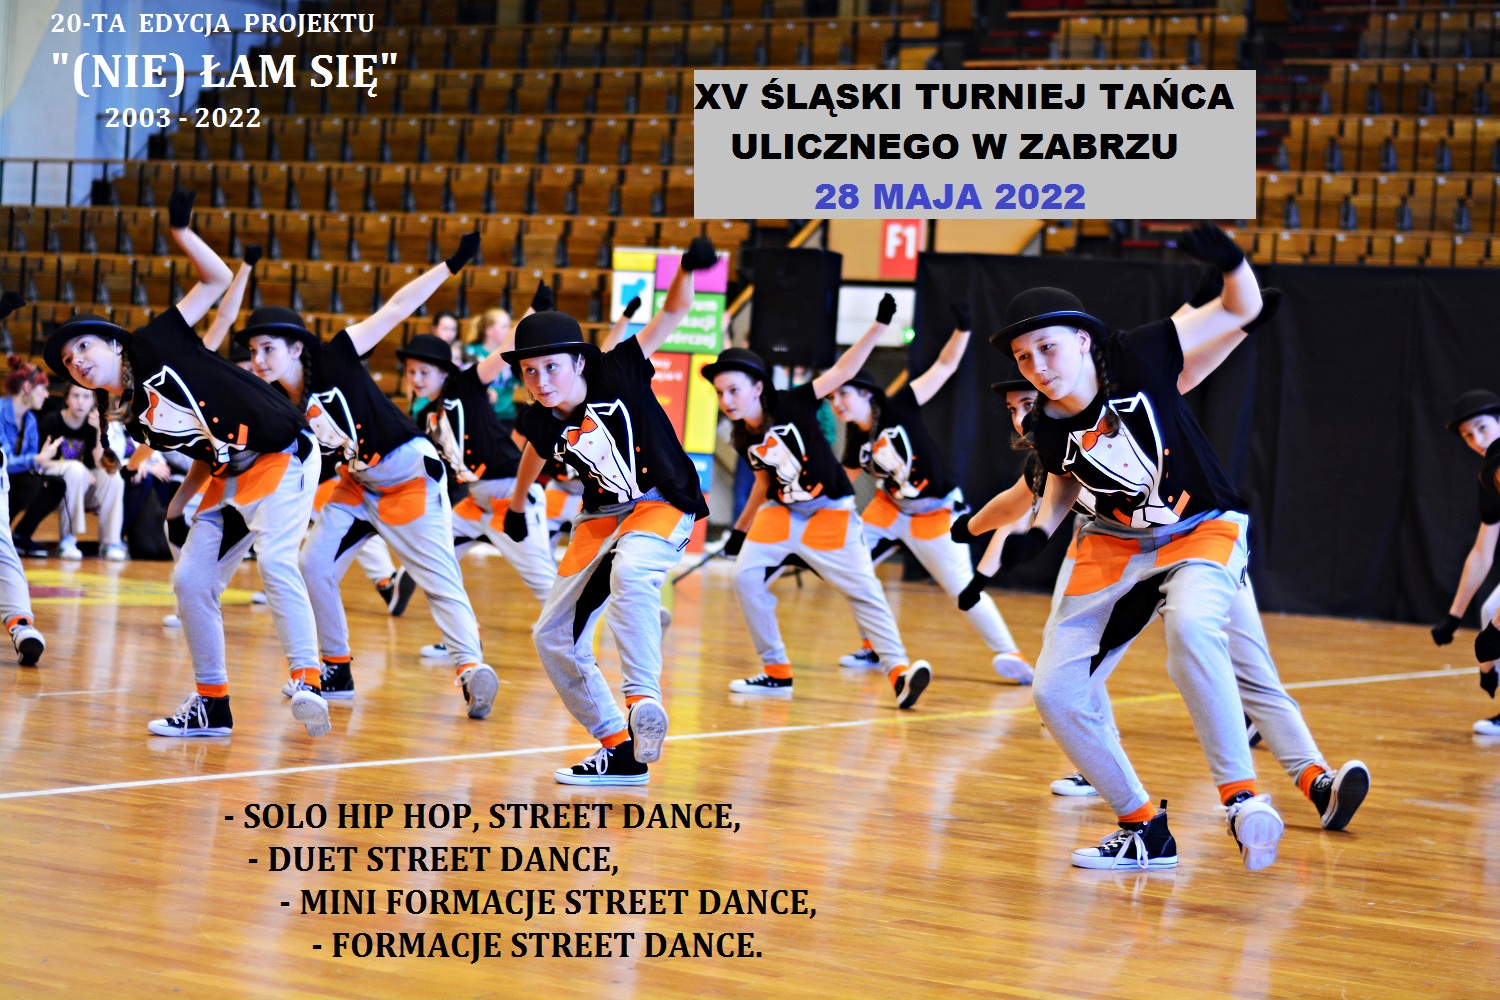 20-TA EDYCJA PROJEKTU
"(NIE) ŁAM SIĘ"
2003 - 2022
XV ŚLĄSKI TURNIEJ TAŃCA
ULICZNEGO W ZABRZU
28 MAJA 2022
F1
- SOLO HIP HOP, STREET DANCE,
- DUET STREET DANCE,
- MINI FORMACJE STREET DANCE,
- FORMACJE STREET DANCE.